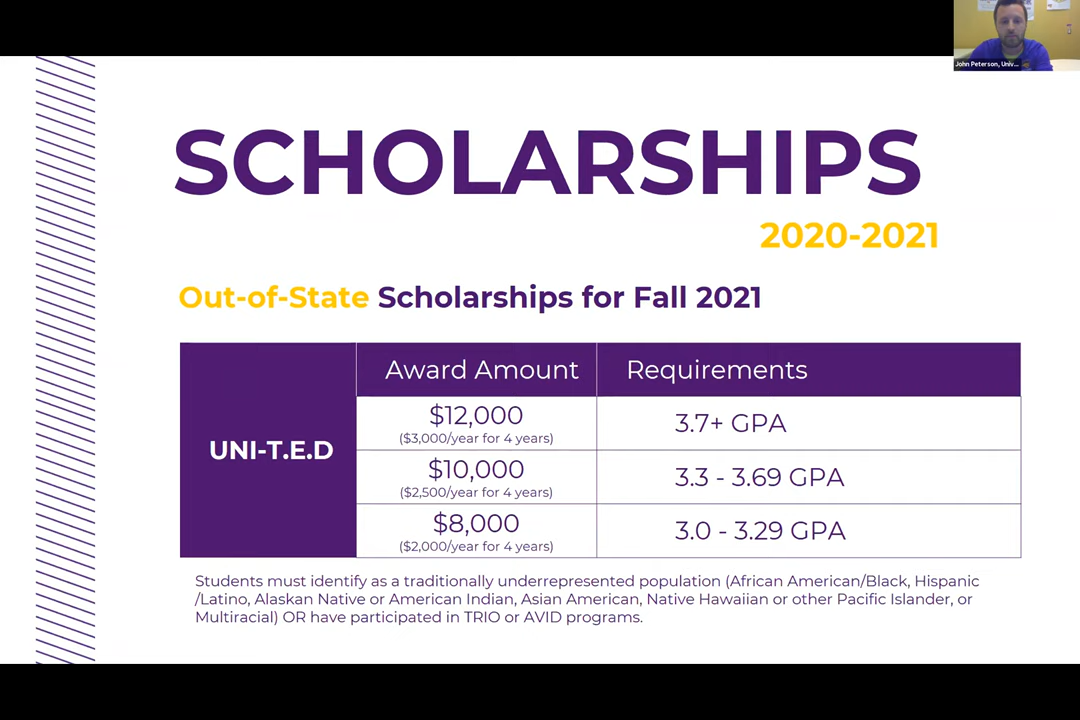 John Peterson, Univ...
SCHOLARSHIPS
2020-2021
Out-of-State Scholarships for Fall 2021
UNI-T.E.D
Award Amount
Requirements
$12,000
($3,000/year for 4 years)
3.7+ GPA
$10,000
($2,500/year for 4 years)
3.3 - 3.69 GPA
$8,000
($2,000/year for 4 years)
3.0 - 3.29 GPA
Students must identify as a traditionally underrepresented population (African American/Black, Hispanic
/Latino, Alaskan Native or American Indian, Asian American, Native Hawaiian or other Pacific Islander, or
Multiracial) OR have participated in TRIO or AVID programs.